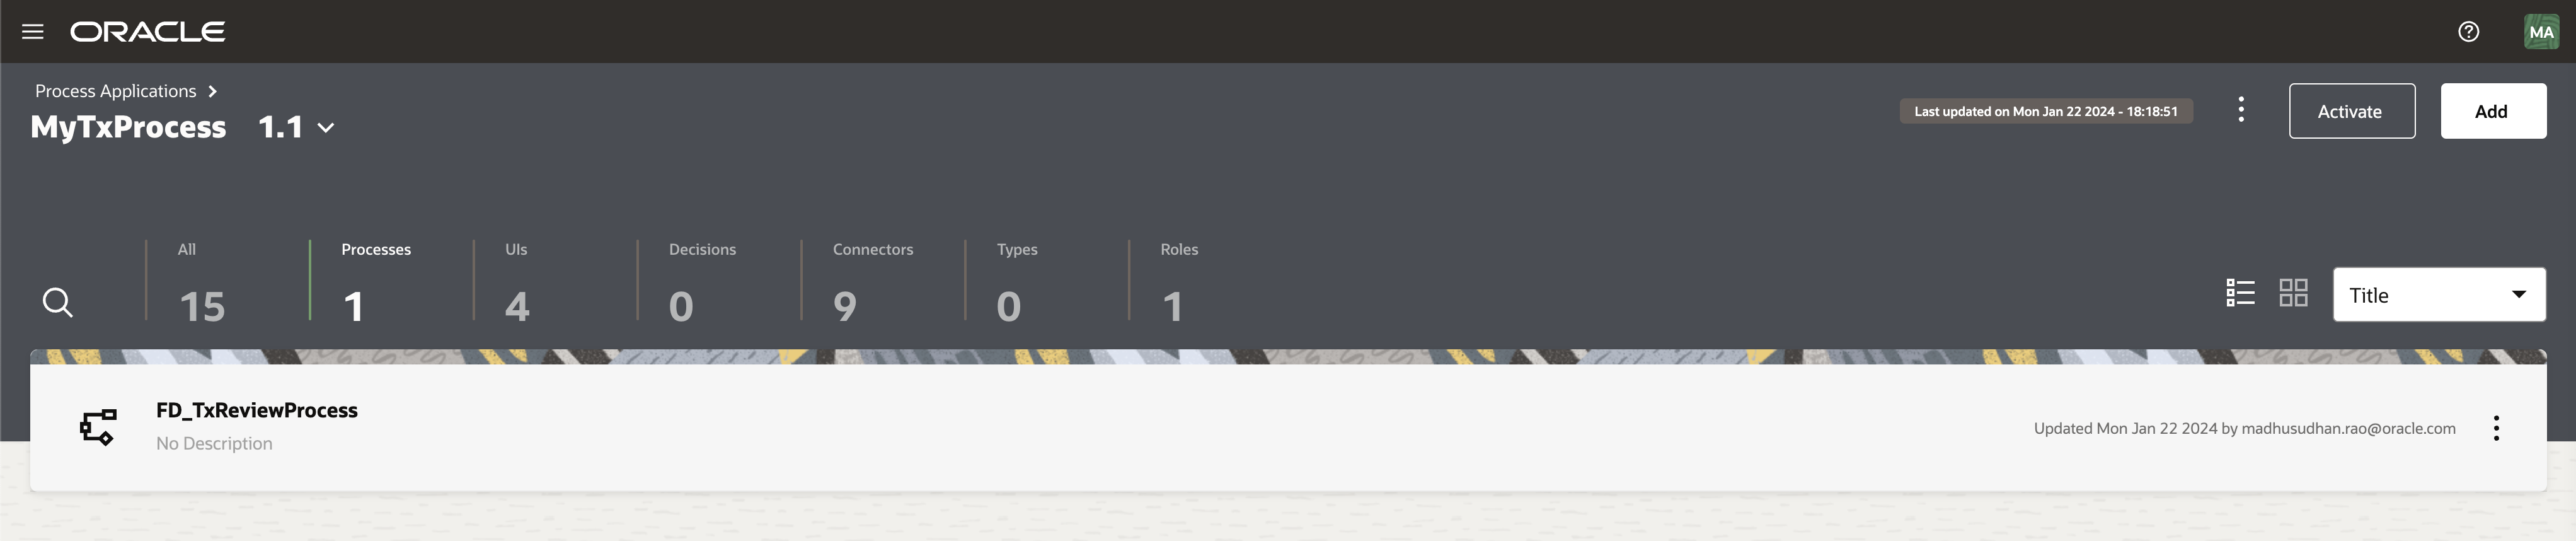 ORACLE
MA
Process Applications
MyTxProcess 1.1
Last updated on Mon Jan 22 2024 - 18:18:51
Activate
Add
All
15
Processes
1
UIs
4
Decisions
0
Connectors
9
Types
0
Roles
1
Title
FD_TxReviewProcess
No Description
Updated Mon Jan 22 2024 by madhusudhan.rao@oracle.com